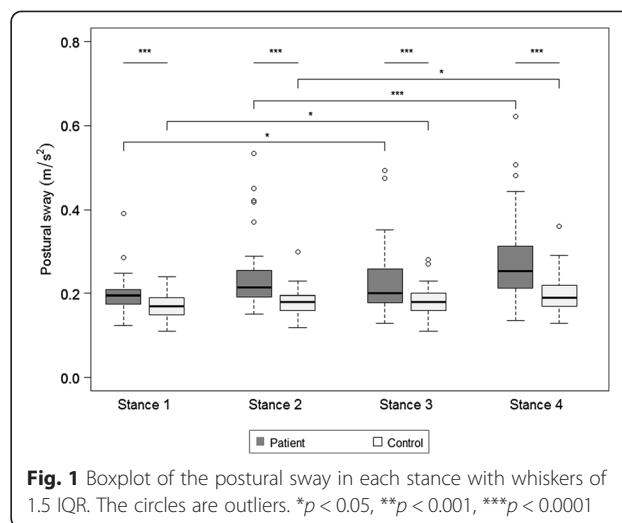 0.8
***
***
***
***
*
***
*
*
0.6
0.4
0.2
0.0
Postural sway (m/s²)
Stance 1 Stance 2 Stance 3 Stance 4
Patient Control
Fig. 1 Boxplot of the postural sway in each stance with whiskers of
1.5 IQR. The circles are outliers. *p < 0.05, **p < 0.001, ***p < 0.0001